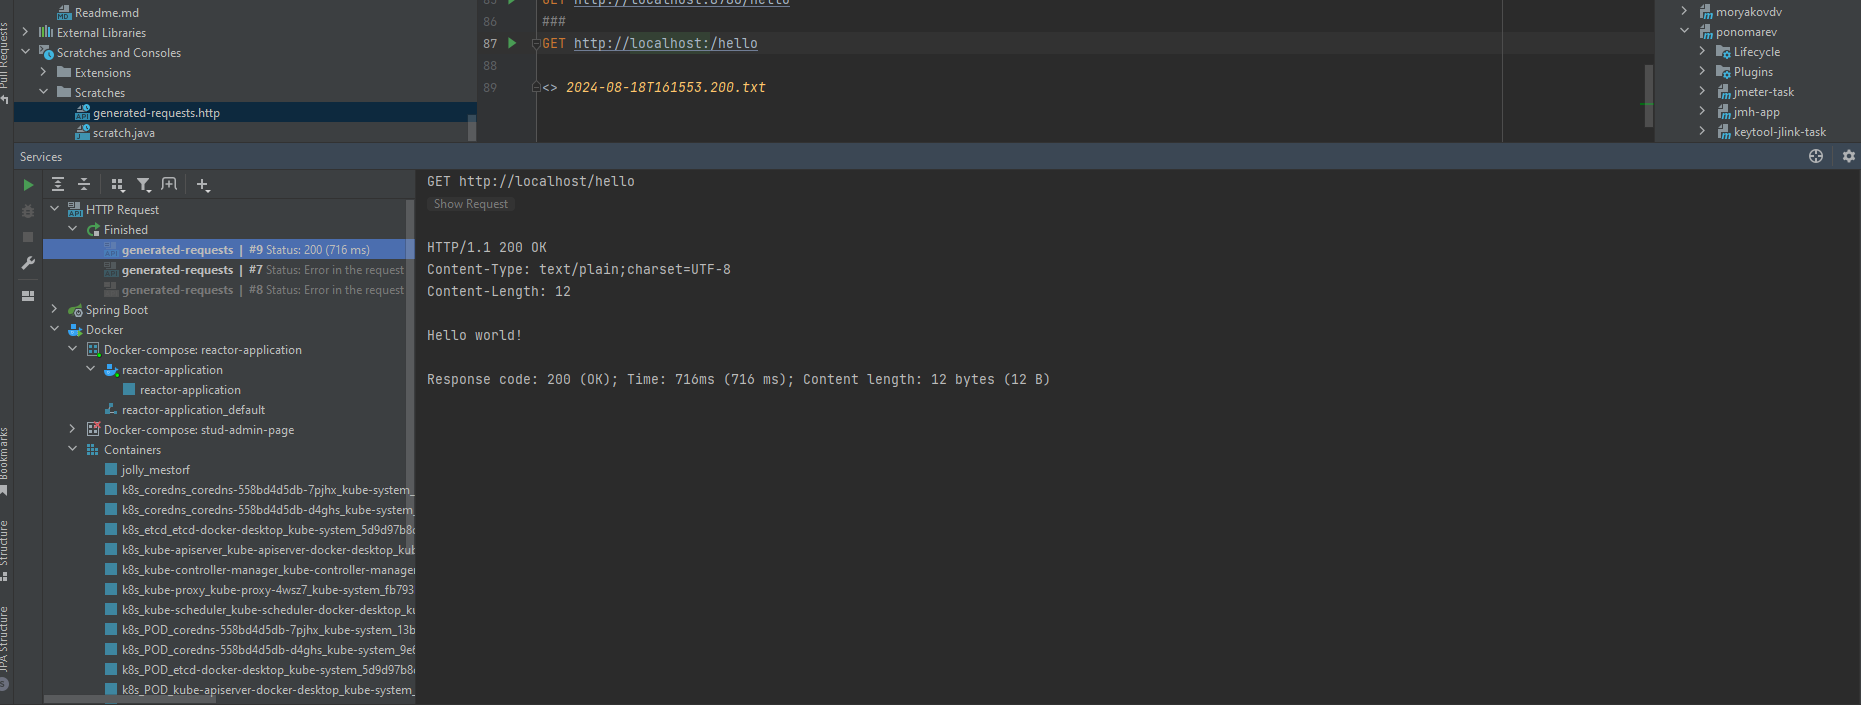 Readme.md
External Libraries
Scratches and Consoles
Extensions
Scratches
generated-requests.http
scratch.java
Pull Requests
86 ###
87 GET http://localhost:/hello
88
89 <> 2024-08-18T161553.200.txt
moryakovdv
ponomarev
Lifecycle
Plugins
jmeter-task
jmh-app
keytool-jlink-task
Services
HTTP Request
Finished
generated-requests | #9 Status: 200 (716 ms)
generated-requests | #7 Status: Error in the request
generated-requests | #8 Status: Error in the request
Spring Boot
Docker
Docker-compose: reactor-application
reactor-application
reactor-application
reactor-application_default
Docker-compose: stud-admin-page
Containers
jolly_mestorf
k8s_coredns_coredns-558bd4d5db-7pjhx_kube-system_
k8s_coredns_coredns-558bd4d5db-d4ghs_kube-system_
k8s_etcd_etcd-docker-desktop_kube-system_5d9d97b8
k8s_kube-apiserver_kube-apiserver-docker-desktop_kub
k8s_kube-controller-manager_kube-controller-manager
k8s_kube-proxy_kube-proxy-4wsz7_kube-system_fb793
k8s_kube-scheduler_kube-scheduler-docker-desktop_ku
k8s_POD_coredns-558bd4d5db-7pjhx_kube-system_13b
k8s_POD_coredns-558bd4d5db-d4ghs_kube-system_9e6
k8s_POD_etcd-docker-desktop_kube-system_5d9d97b8
k8s_POD_kube-apiserver-docker-desktop_kube-system_
GET http://localhost/hello
Show Request
HTTP/1.1 200 OK
Content-Type: text/plain;charset=UTF-8
Content-Length: 12
Hello world!
Response code: 200 (OK); Time: 716ms (716 ms); Content length: 12 bytes (12 B)
Bookmarks
Structure
JPA Structure